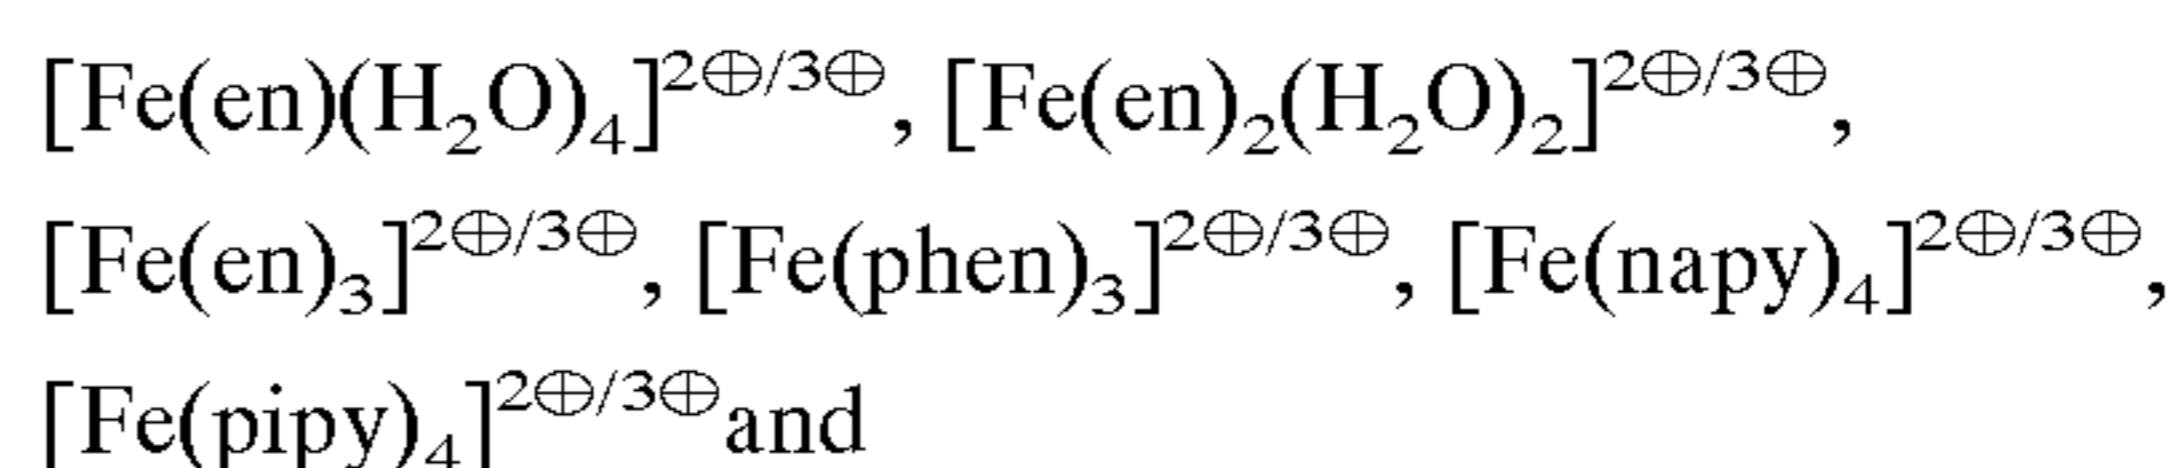 [Fe(en)(H₂O)₄]²⊕/³⊕, [Fe(en)₂(H₂O)₂]²⊕/³⊕,
[Fe(en)₃]²⊕/³⊕, [Fe(phen)₃]²⊕/³⊕, [Fe(napy)₄]²⊕/³⊕,
[Fe(pipy)₄]²⊕/³⊕and